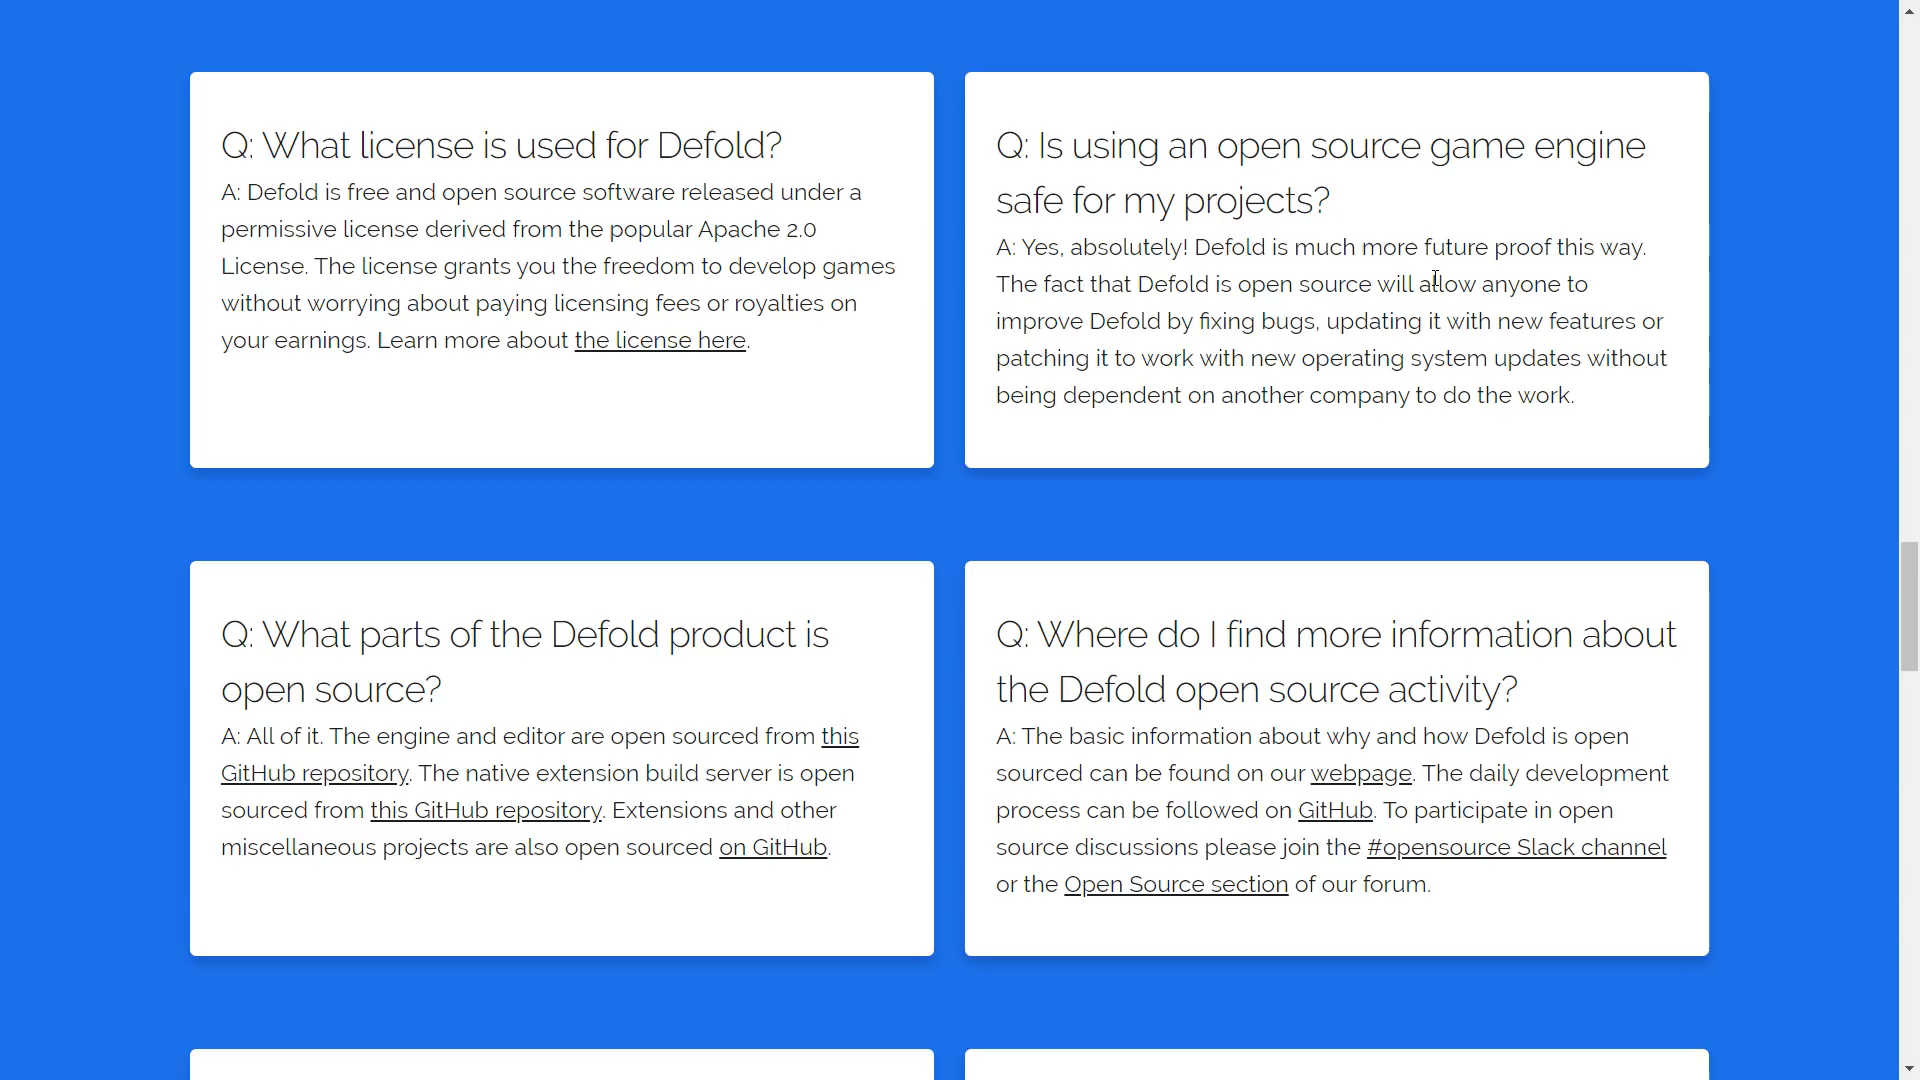 Q: What license is used for Defold?
A: Defold is free and open source software released under a
permissive license derived from the popular Apache 2.0
License. The license grants you the freedom to develop games
without worrying about paying licensing fees or royalties on
your earnings. Learn more about the license here.
Q: Is using an open source game engine
safe for my projects?
A: Yes, absolutely! Defold is much more future proof this way.
The fact that Defold is open source will allow anyone to
improve Defold by fixing bugs, updating it with new features or
patching it to work with new operating system updates without
being dependent on another company to do the work.
Q: What parts of the Defold product is
open source?
A: All of it. The engine and editor are open sourced from this
GitHub repository. The native extension build server is open
sourced from this GitHub repository. Extensions and other
miscellaneous projects are also open sourced on GitHub.
Q: Where do I find more information about
the Defold open source activity?
A: The basic information about why and how Defold is open
sourced can be found on our webpage. The daily development
process can be followed on GitHub. To participate in open
source discussions please join the #opensource Slack channel
or the Open Source section of our forum.